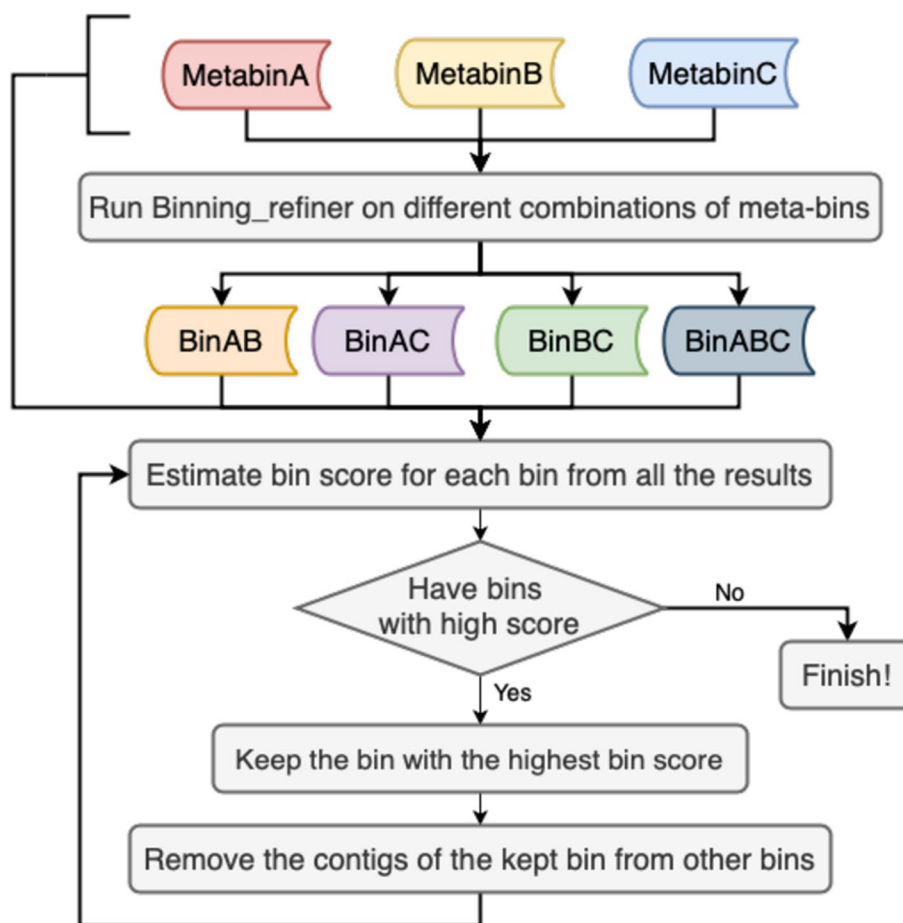 MetabinA
MetabinB
MetabinC
Run Binning_refiner on different combinations of meta-bins
BinAB
BinAC
BinBC
BinABC
Estimate bin score for each bin from all the results
Have bins
with high score
No
Finish!
Yes
Keep the bin with the highest bin score
Remove the contigs of the kept bin from other bins